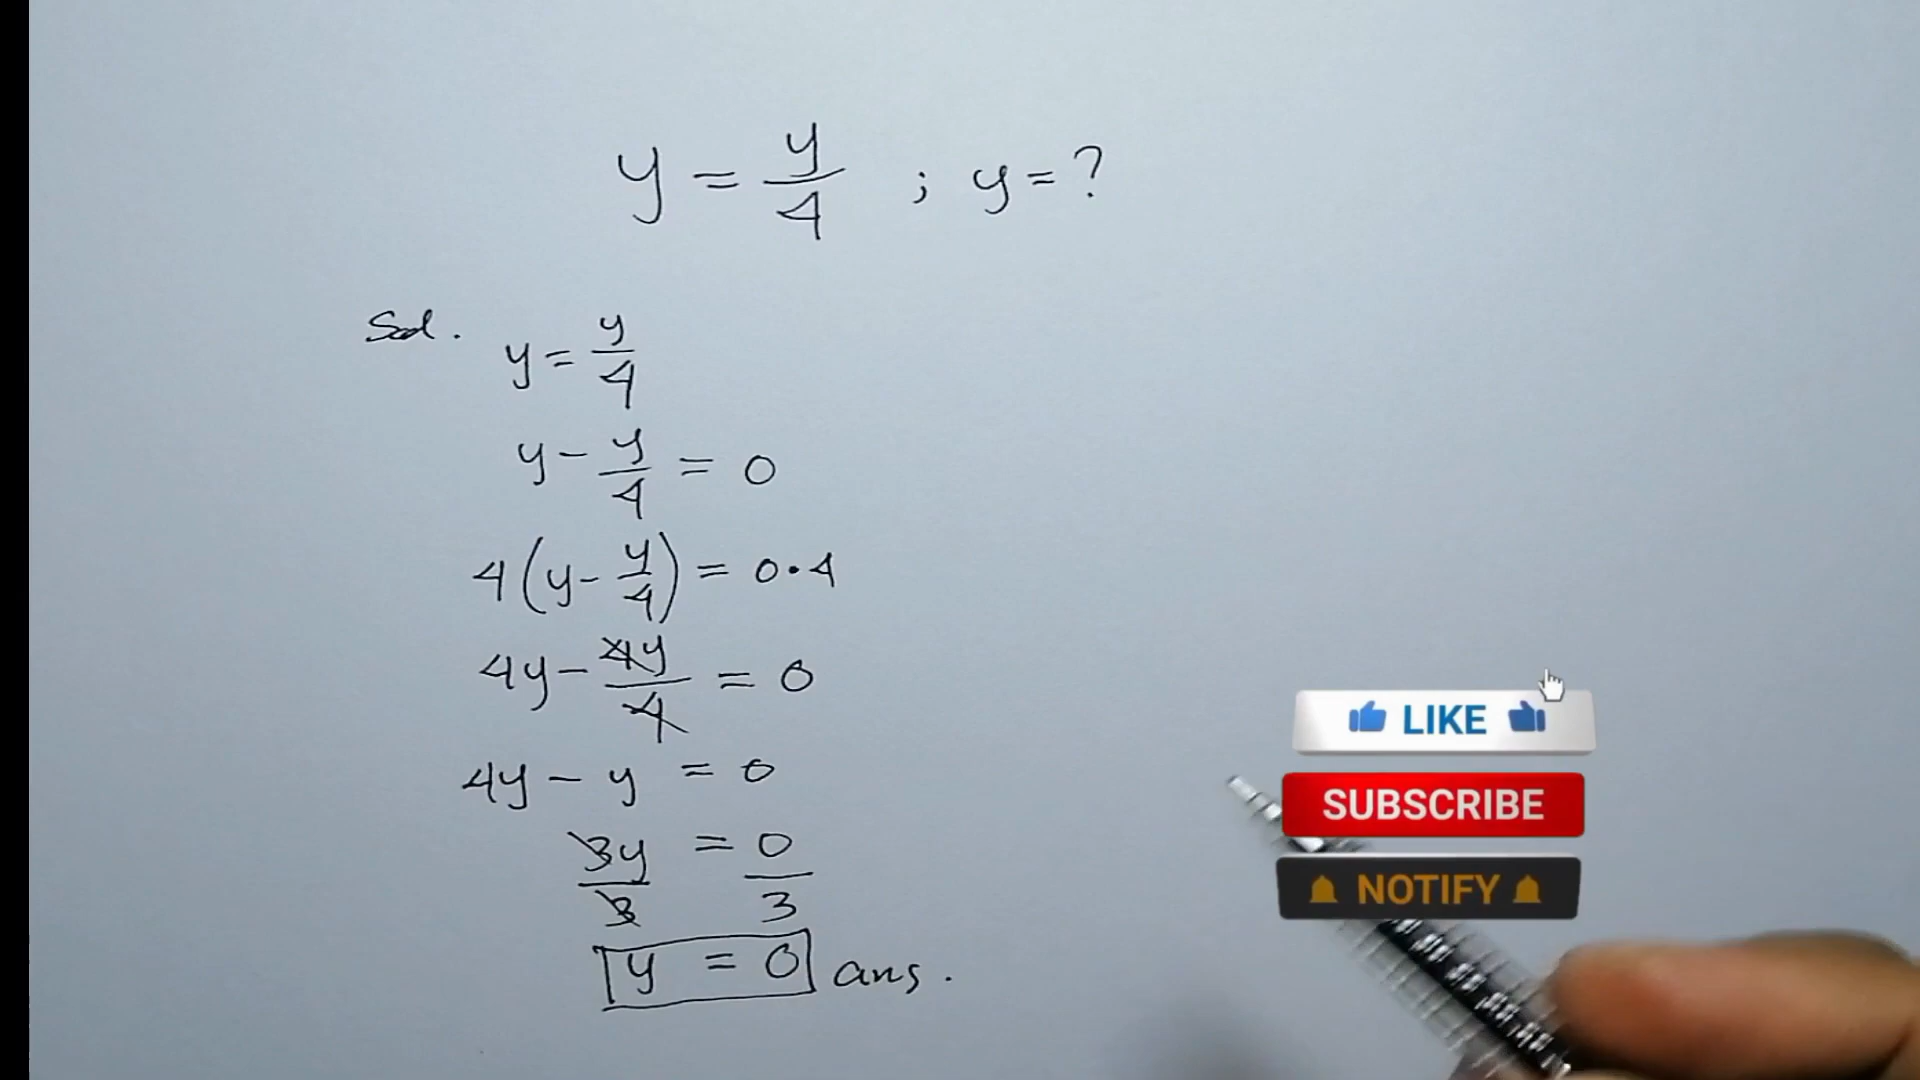 y = y/4 ; y = ?
Sol. y = y/4
y - y/4 = 0
4(y - y/4) = 0·4
4y - 4y/4 = 0
4y - y = 0
3y/3 = 0/3
y = 0 ans.
LIKE
SUBSCRIBE
NOTIFY